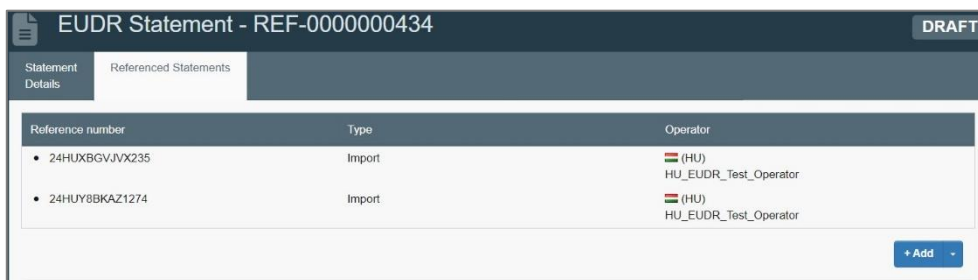 EUDR Statement - REF-0000000434
DRAFT
Statement
Details
Referenced Statements
Reference number Type Operator
• 24HUXBGVJVX235 Import (HU)
HU_EUDR_Test_Operator
• 24HUY8BKAZ1274 Import (HU)
HU_EUDR_Test_Operator
+ Add